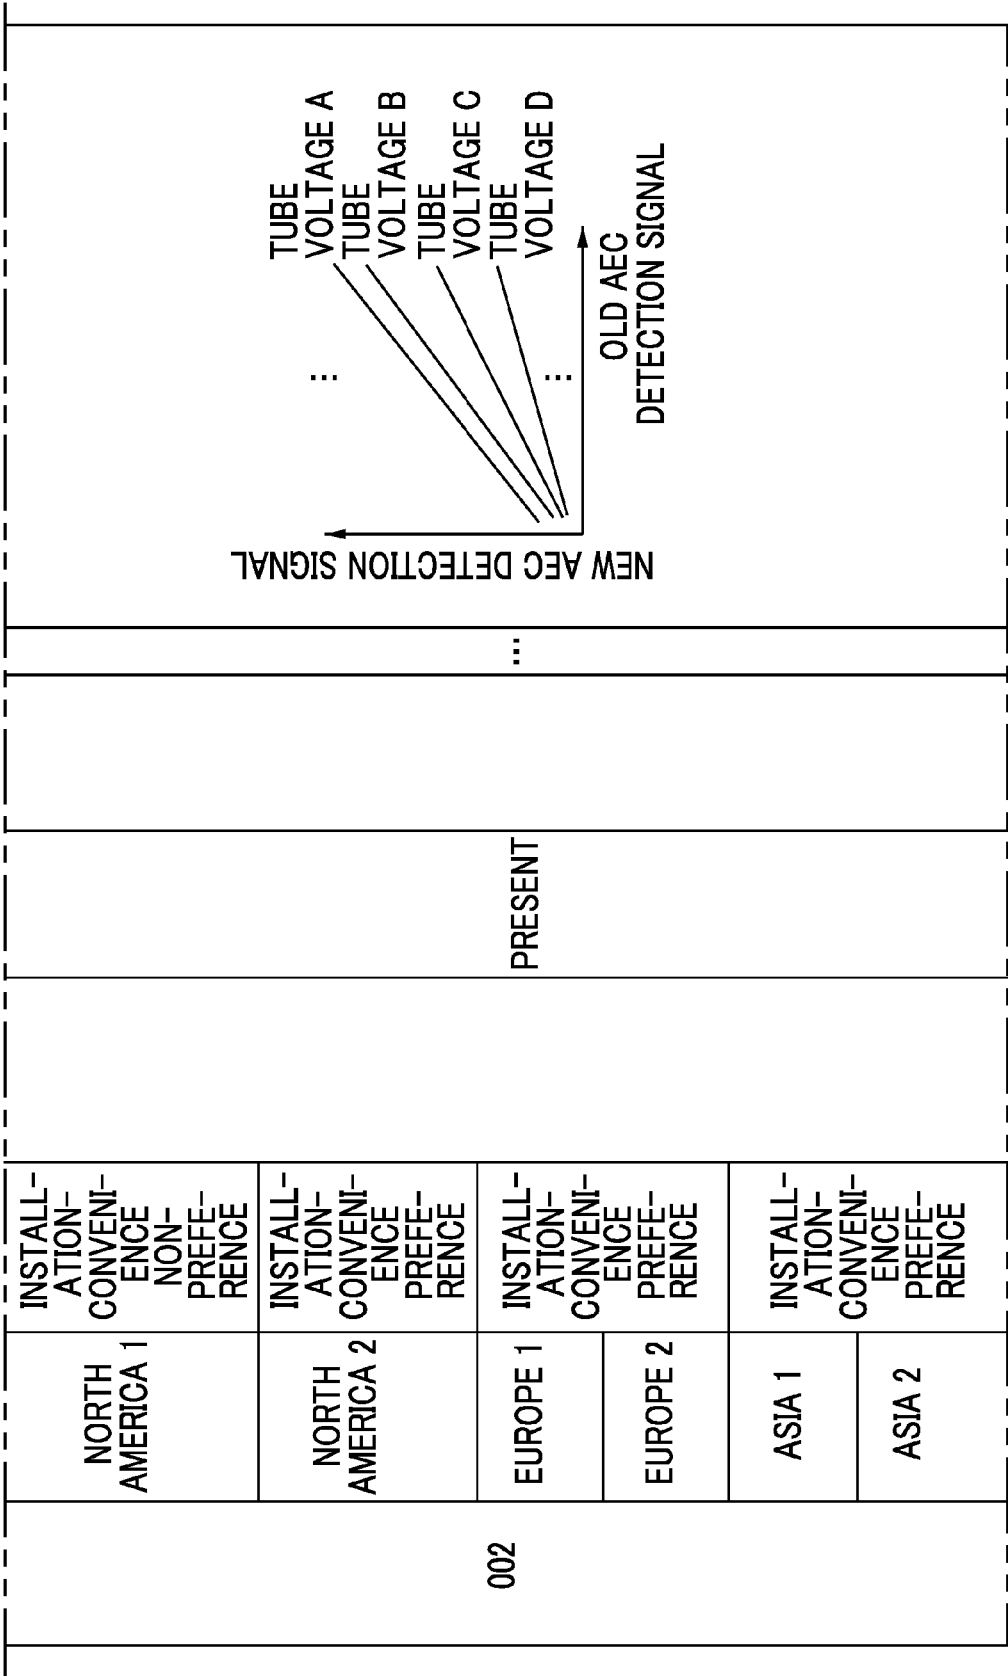 002
NORTH
AMERICA 1
NORTH
AMERICA 2
EUROPE 1
EUROPE 2
ASIA 1
ASIA 2
INSTALL-
ATION-
CONVENI-
ENCE
NON-
PREFE-
RENCE
INSTALL-
ATION-
CONVENI-
ENCE
PREFE-
RENCE
INSTALL-
ATION-
CONVENI-
ENCE
PREFE-
RENCE
INSTALL-
ATION-
CONVENI-
ENCE
PREFE-
RENCE
PRESENT
...
NEW AEC DETECTION SIGNAL
...
...
TUBE
VOLTAGE A
TUBE
VOLTAGE B
TUBE
VOLTAGE C
TUBE
VOLTAGE D
OLD AEC
DETECTION SIGNAL